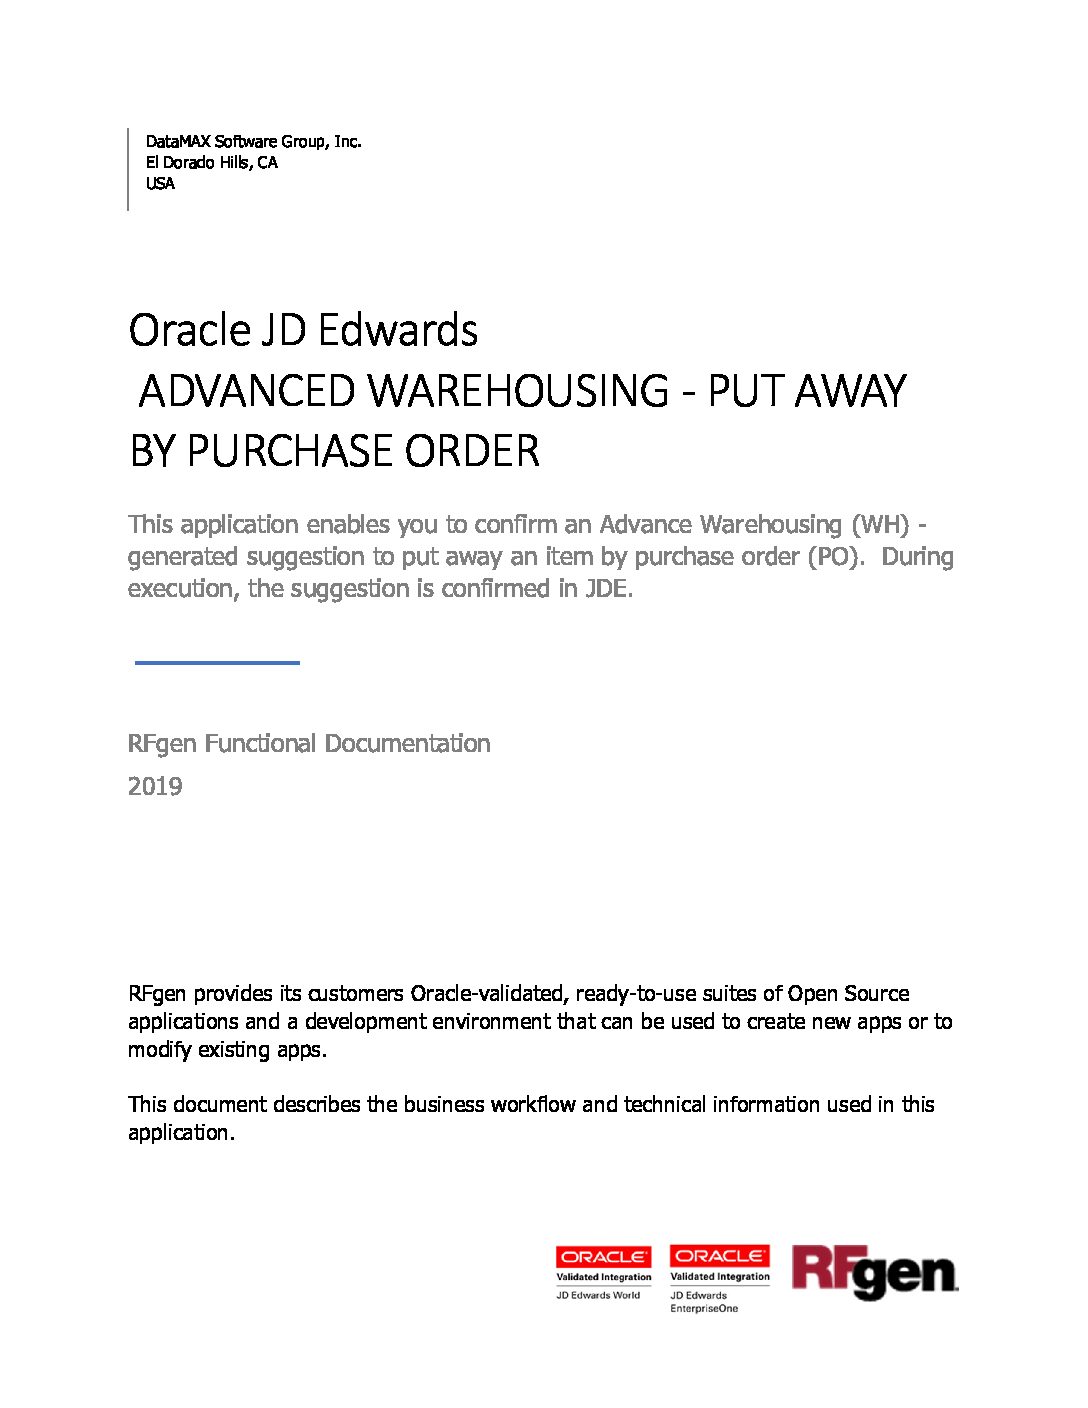 DataMAX Software Group, Inc.
El Dorado Hills, CA
USA
Oracle JD Edwards
ADVANCED WAREHOUSING - PUT AWAY
BY PURCHASE ORDER
This application enables you to confirm an Advance Warehousing (WH) -
generated suggestion to put away an item by purchase order (PO).  During
execution, the suggestion is confirmed in JDE.
RFgen Functional Documentation
2019
RFgen provides its customers Oracle-validated, ready-to-use suites of Open Source
applications and a development environment that can be used to create new apps or to
modify existing apps.
This document describes the business workflow and technical information used in this
application.
ORACLE
Validated Integration
JD Edwards World
ORACLE
Validated Integration
JD Edwards
EnterpriseOne
RFgen